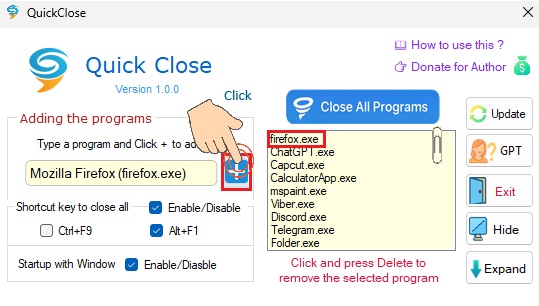 QuickClose
Quick Close
Version 1.0.0
How to use this ?
Donate for Author
$
Click
Adding the programs
Type a program and Click + to ad
Mozilla Firefox (firefox.exe)
Shortcut key to close all
Enable/Disable
Ctrl+F9
Alt+F1
Startup with Window
Enable/Diasble
Close All Programs
firefox.exe
ChatGPT.exe
Capcut.exe
CalculatorApp.exe
mspaint.exe
Viber.exe
Discord.exe
Telegram.exe
Folder.exe
Click and press Delete to
remove the selected program
Update
GPT
Exit
Hide
Expand